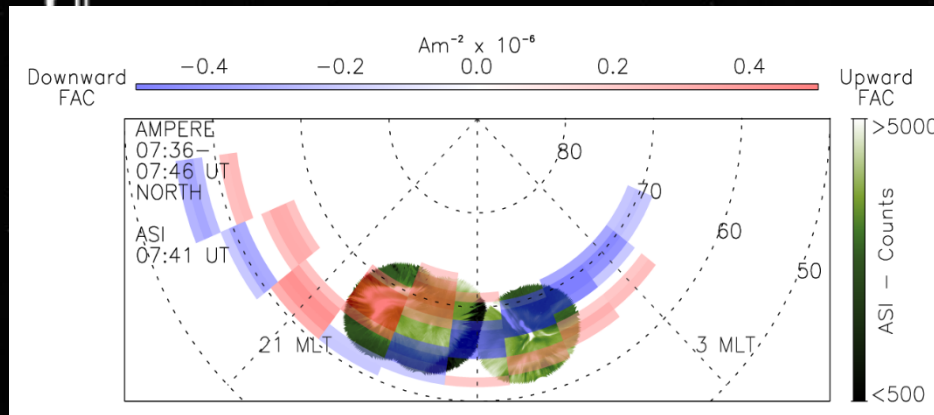 Am⁻² x 10⁻⁶
Downward FAC
−0.4 −0.2 0.0 0.2 0.4
Upward FAC
AMPERE
07:36−
07:46 UT
NORTH
ASI
07:41 UT
80
70
60
50
21 MLT
3 MLT
>5000
ASI − Counts
<500